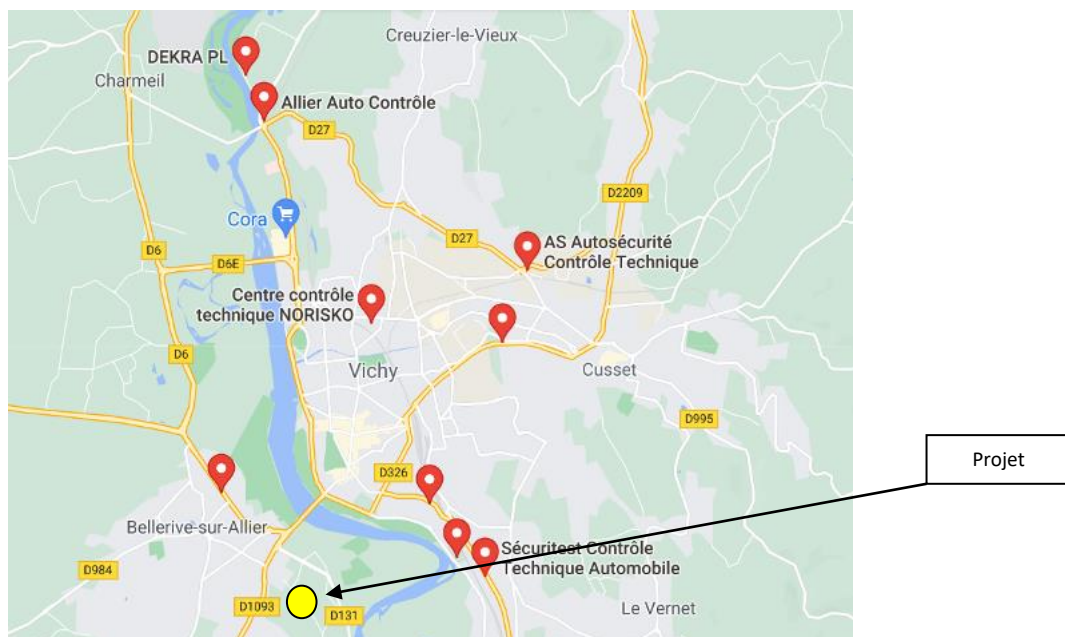 Creuzier-le-Vieux
DEKRA PL
Charmeil
Allier Auto Contrôle
D27
D2209
Cora
D27
AS Autosécurité
Contrôle Technique
D6
D6E
Centre contrôle
technique NORISKO
D6
Vichy
Cusset
D995
Projet
D326
Bellerive-sur-Allier
Sécuritest Contrôle
Technique Automobile
D984
D1093
D131
Le Vernet